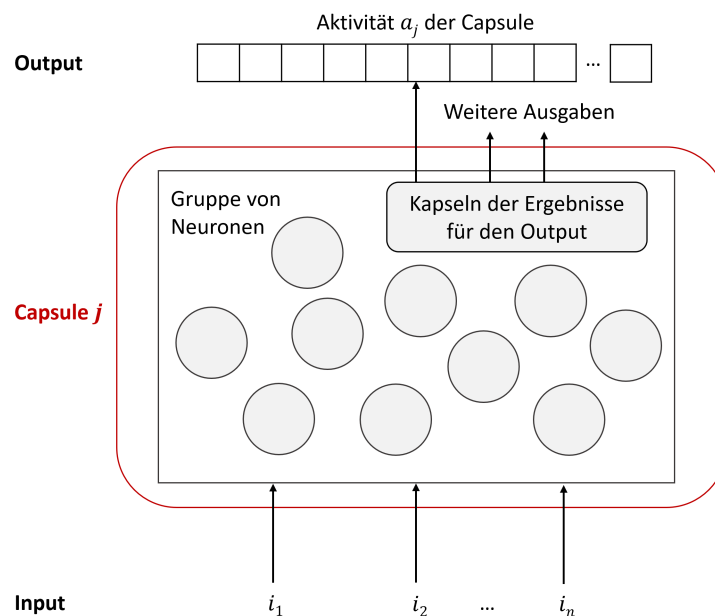 Aktivität a_j der Capsule
Output
...
Weitere Ausgaben
Gruppe von
Neuronen
Kapseln der Ergebnisse
für den Output
Capsule j
Input
i_1
i_2
...
i_n